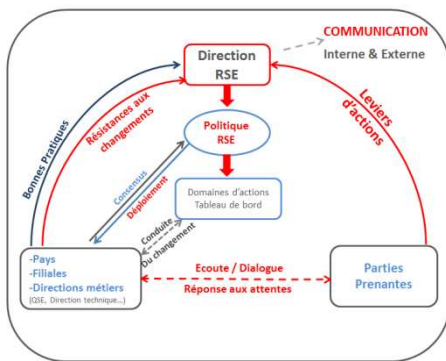 COMMUNICATION
Interne & Externe
Direction
RSE
Leviers
d'actions
Bonnes Pratiques
Résistances aux
changements
Politique
RSE
Consensus
Déploiement
Domaines d'actions
Tableau de bord
Conduite
Du changement
-Pays
-Filiales
-Directions métiers
(QSE, Direction technique...)
Ecoute / Dialogue
Réponse aux attentes
Parties
Prenantes